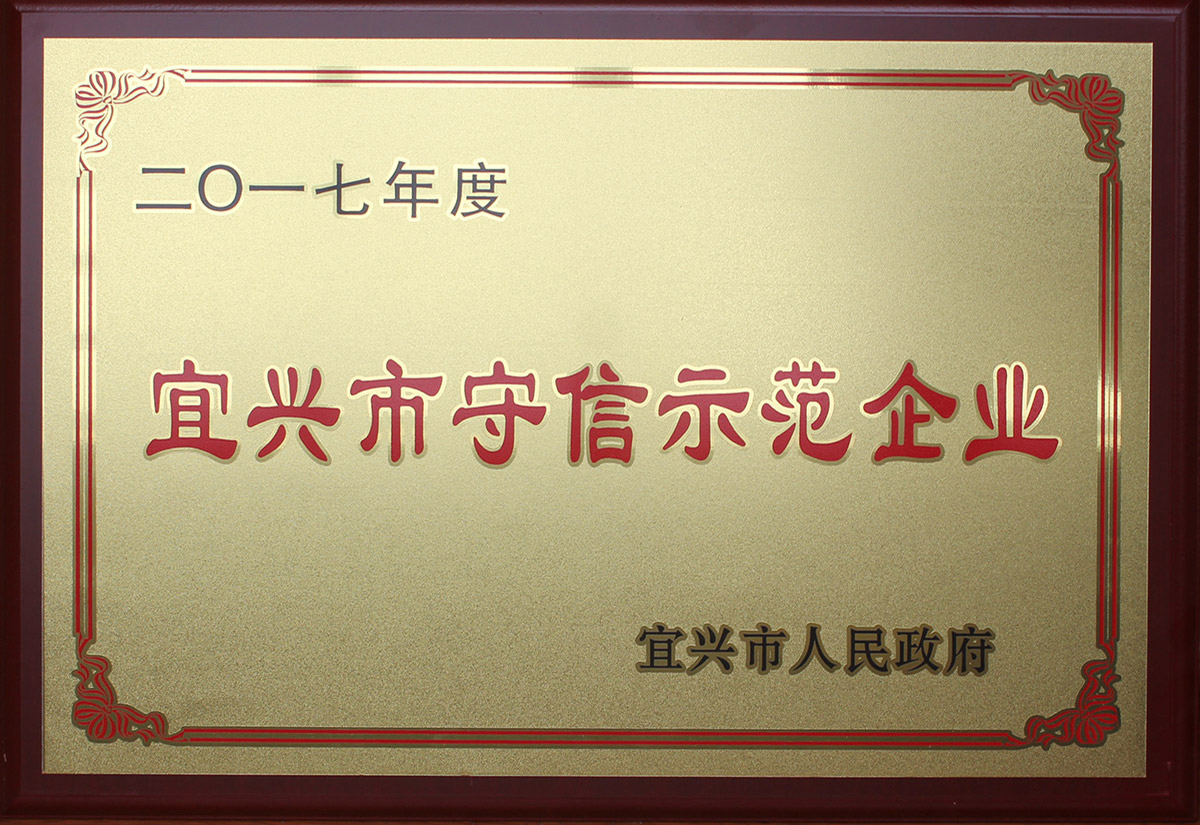 二〇一七年度
宜兴市守信示范企业
宜兴市人民政府